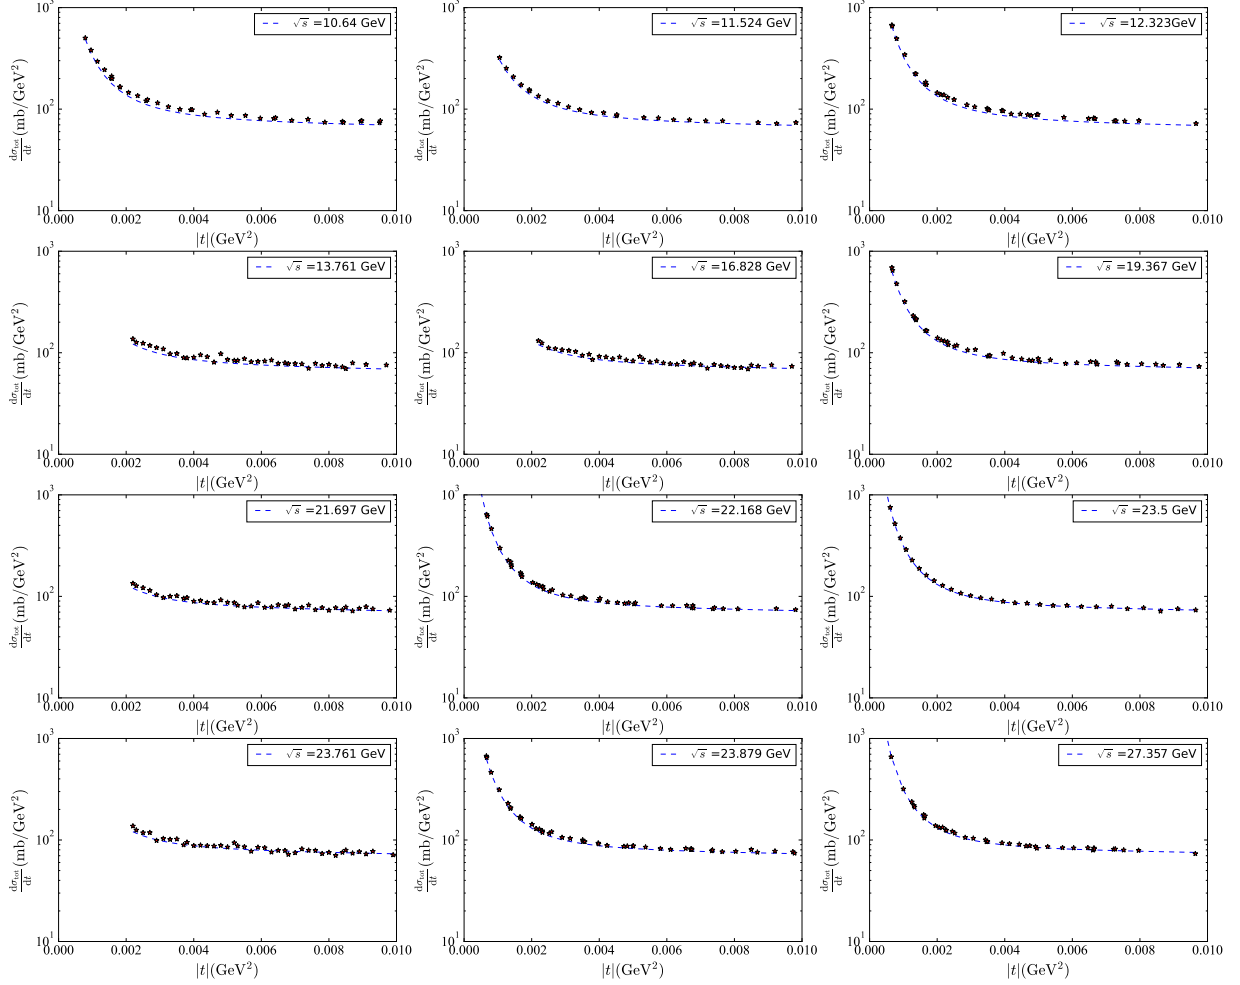 10³
10²
10¹
dσ_tot/dt (mb/GeV²)
√s =10.64 GeV
0.000 0.002 0.004 0.006 0.008 0.010
|t|(GeV²)
10³
10²
10¹
dσ_tot/dt (mb/GeV²)
√s =11.524 GeV
0.000 0.002 0.004 0.006 0.008 0.010
|t|(GeV²)
10³
10²
10¹
dσ_tot/dt (mb/GeV²)
√s =12.323GeV
0.000 0.002 0.004 0.006 0.008 0.010
|t|(GeV²)
10³
10²
10¹
dσ_tot/dt (mb/GeV²)
√s =13.761 GeV
0.000 0.002 0.004 0.006 0.008 0.010
|t|(GeV²)
10³
10²
10¹
dσ_tot/dt (mb/GeV²)
√s =16.828 GeV
0.000 0.002 0.004 0.006 0.008 0.010
|t|(GeV²)
10³
10²
10¹
dσ_tot/dt (mb/GeV²)
√s =19.367 GeV
0.000 0.002 0.004 0.006 0.008 0.010
|t|(GeV²)
10³
10²
10¹
dσ_tot/dt (mb/GeV²)
√s =21.697 GeV
0.000 0.002 0.004 0.006 0.008 0.010
|t|(GeV²)
10³
10²
10¹
dσ_tot/dt (mb/GeV²)
√s =22.168 GeV
0.000 0.002 0.004 0.006 0.008 0.010
|t|(GeV²)
10³
10²
10¹
dσ_tot/dt (mb/GeV²)
√s =23.5 GeV
0.000 0.002 0.004 0.006 0.008 0.010
|t|(GeV²)
10³
10²
10¹
dσ_tot/dt (mb/GeV²)
√s =23.761 GeV
0.000 0.002 0.004 0.006 0.008 0.010
|t|(GeV²)
10³
10²
10¹
dσ_tot/dt (mb/GeV²)
√s =23.879 GeV
0.000 0.002 0.004 0.006 0.008 0.010
|t|(GeV²)
10³
10²
10¹
dσ_tot/dt (mb/GeV²)
√s =27.357 GeV
0.000 0.002 0.004 0.006 0.008 0.010
|t|(GeV²)